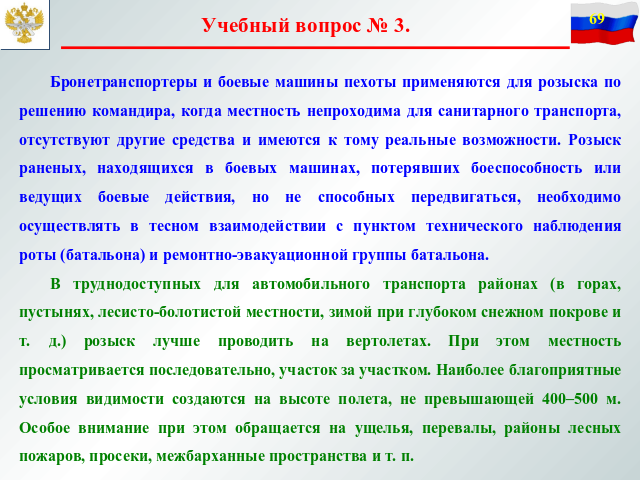 Учебный вопрос № 3.
69
Бронетранспортеры и боевые машины пехоты применяются для розыска по
решению командира, когда местность непроходима для санитарного транспорта,
отсутствуют другие средства и имеются к тому реальные возможности. Розыск
раненых, находящихся в боевых машинах, потерявших боеспособность или
ведущих боевые действия, но не способных передвигаться, необходимо
осуществлять в тесном взаимодействии с пунктом технического наблюдения
роты (батальона) и ремонтно-эвакуационной группы батальона.
В труднодоступных для автомобильного транспорта районах (в горах,
пустынях, лесисто-болотистой местности, зимой при глубоком снежном покрове и
т. д.) розыск лучше проводить на вертолетах. При этом местность
просматривается последовательно, участок за участком. Наиболее благоприятные
условия видимости создаются на высоте полета, не превышающей 400–500 м.
Особое внимание при этом обращается на ущелья, перевалы, районы лесных
пожаров, просеки, межбарханные пространства и т. п.